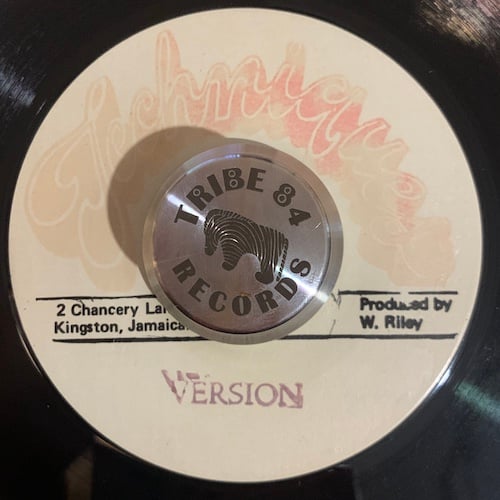 Techniques
TRIBE 84
RECORDS
2 Chancery La
Kingston, Jamaica
Produced by
W. Riley
VERSION